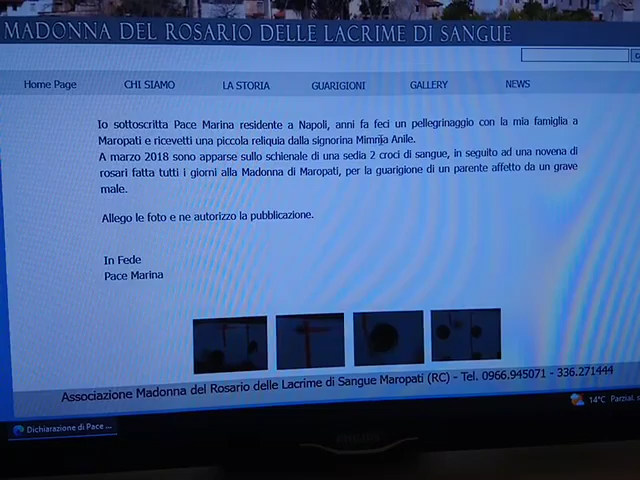 MADONNA DEL ROSARIO DELLE LACRIME DI SANGUE
Home Page CHI SIAMO LA STORIA GUARIGIONI GALLERY NEWS
Io sottoscritta Pace Marina residente a Napoli, anni fa feci un pellegrinaggio con la mia famiglia a
Maropati e ricevetti una piccola reliquia dalla signorina Mimma Anile.
A marzo 2018 sono apparse sullo schienale di una sedia 2 croci di sangue, in seguito ad una novena di
rosari fatta tutti i giorni alla Madonna di Maropati, per la guarigione di un parente affetto da un grave
male.
Allego le foto e ne autorizzo la pubblicazione.
In Fede
Pace Marina
Associazione Madonna del Rosario delle Lacrime di Sangue Maropati (RC) - Tel. 0966.945071 - 336.271444
14°C Parzial.
Dichiarazione di Pace ...